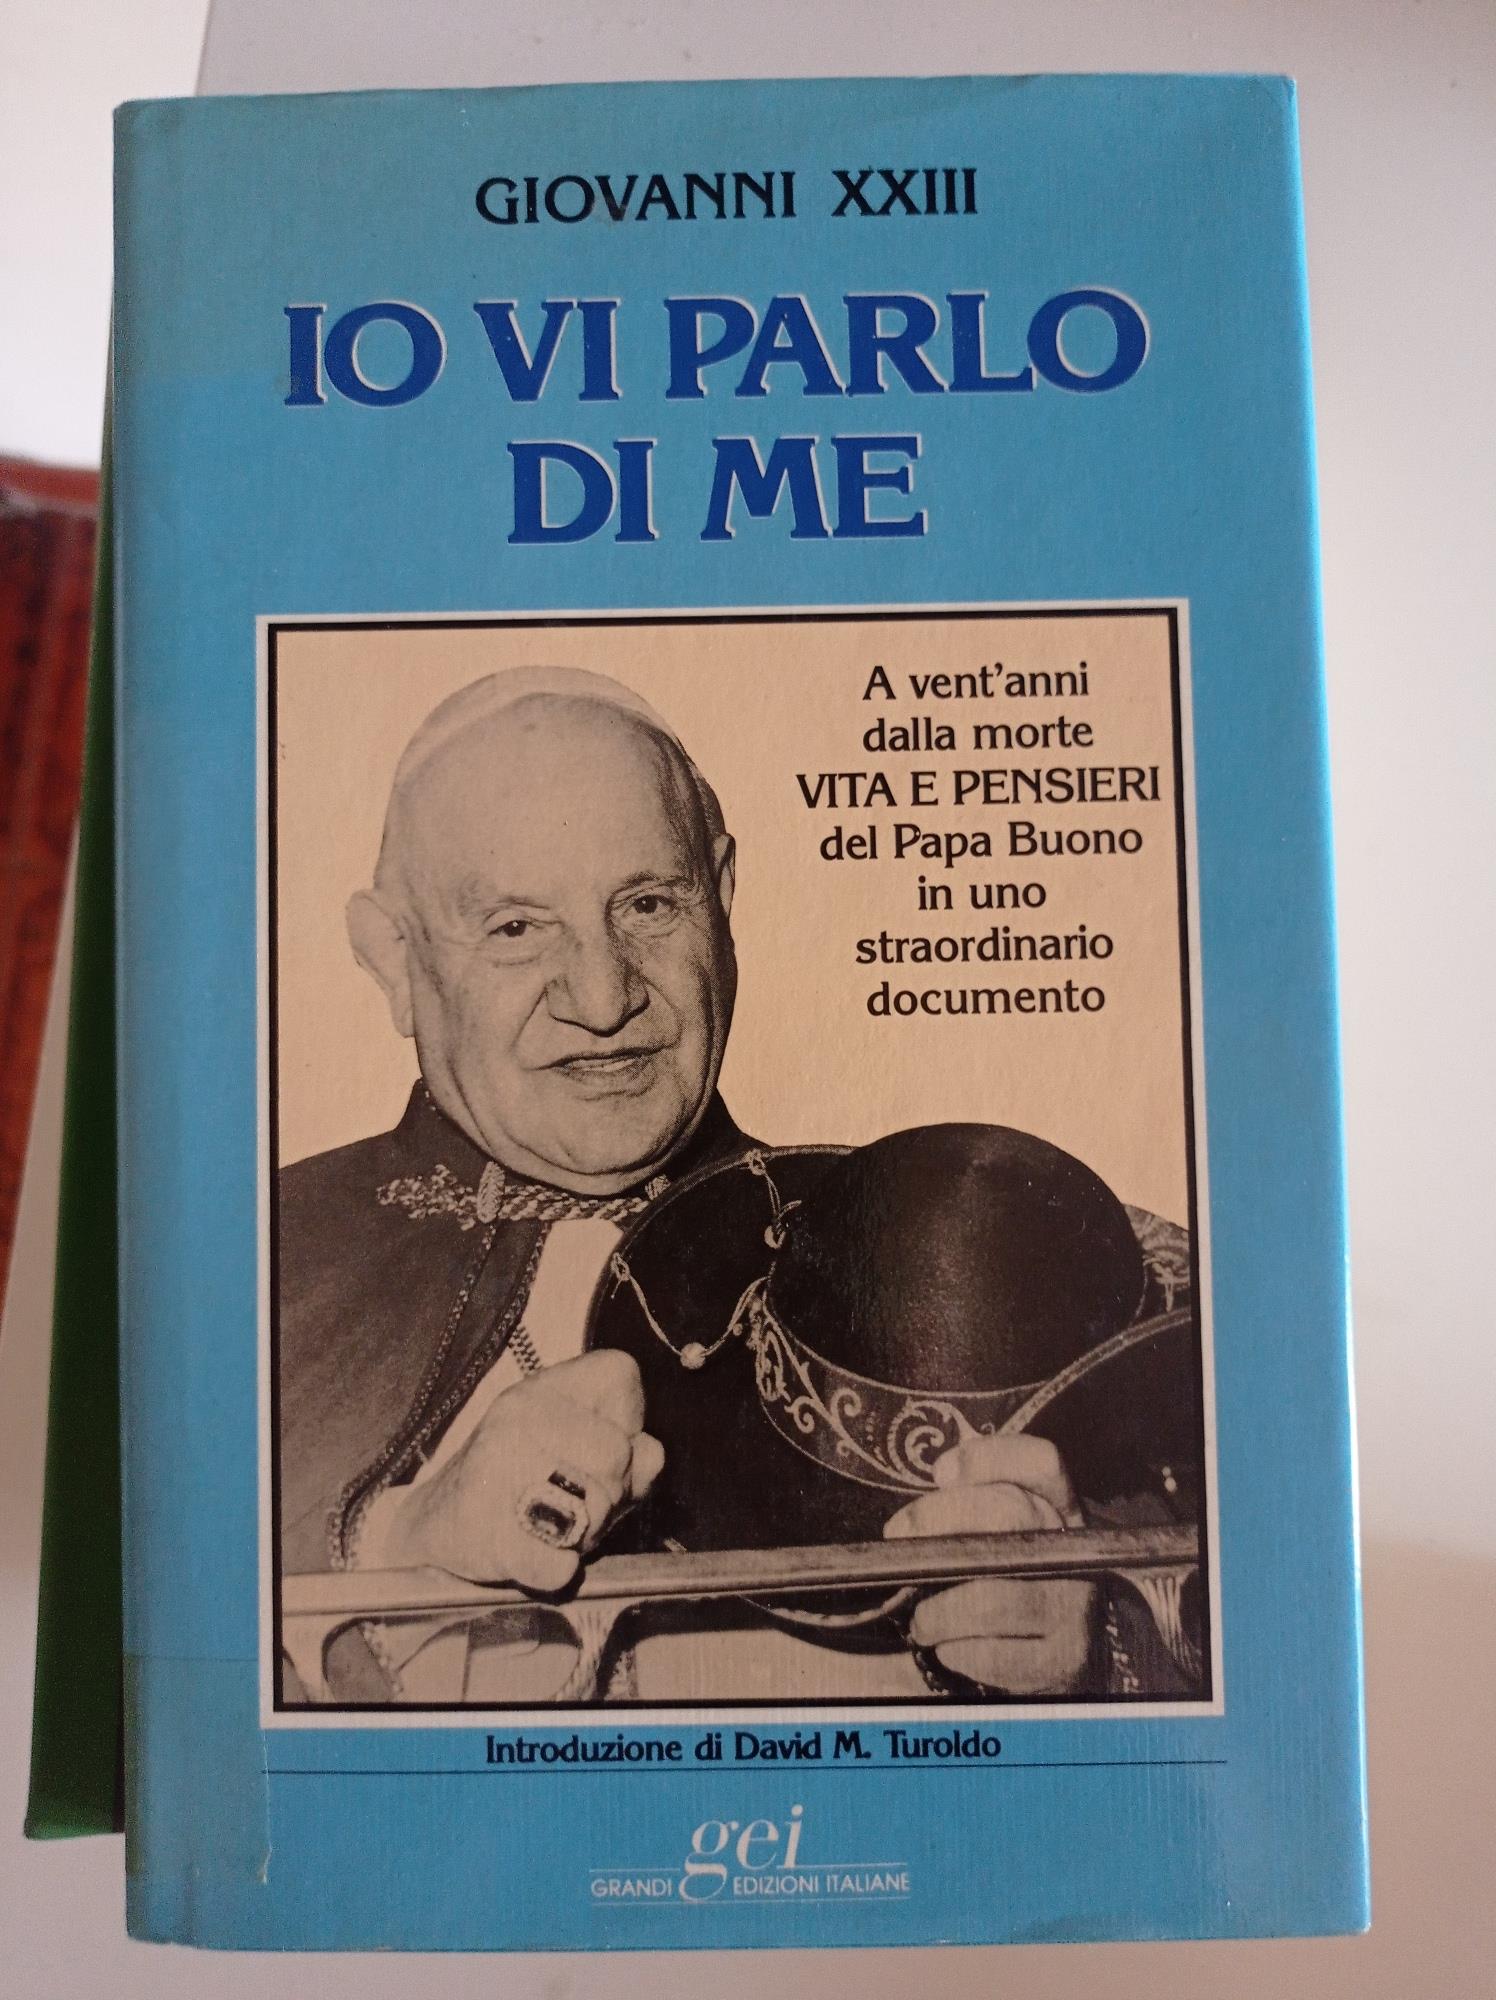 GIOVANNI XXIII
IO VI PARLO
DI ME
A vent'anni
dalla morte
VITA E PENSIERI
del Papa Buono
in uno
straordinario
documento
Introduzione di David M. Turoldo
gei
GRANDI EDIZIONI ITALIANE